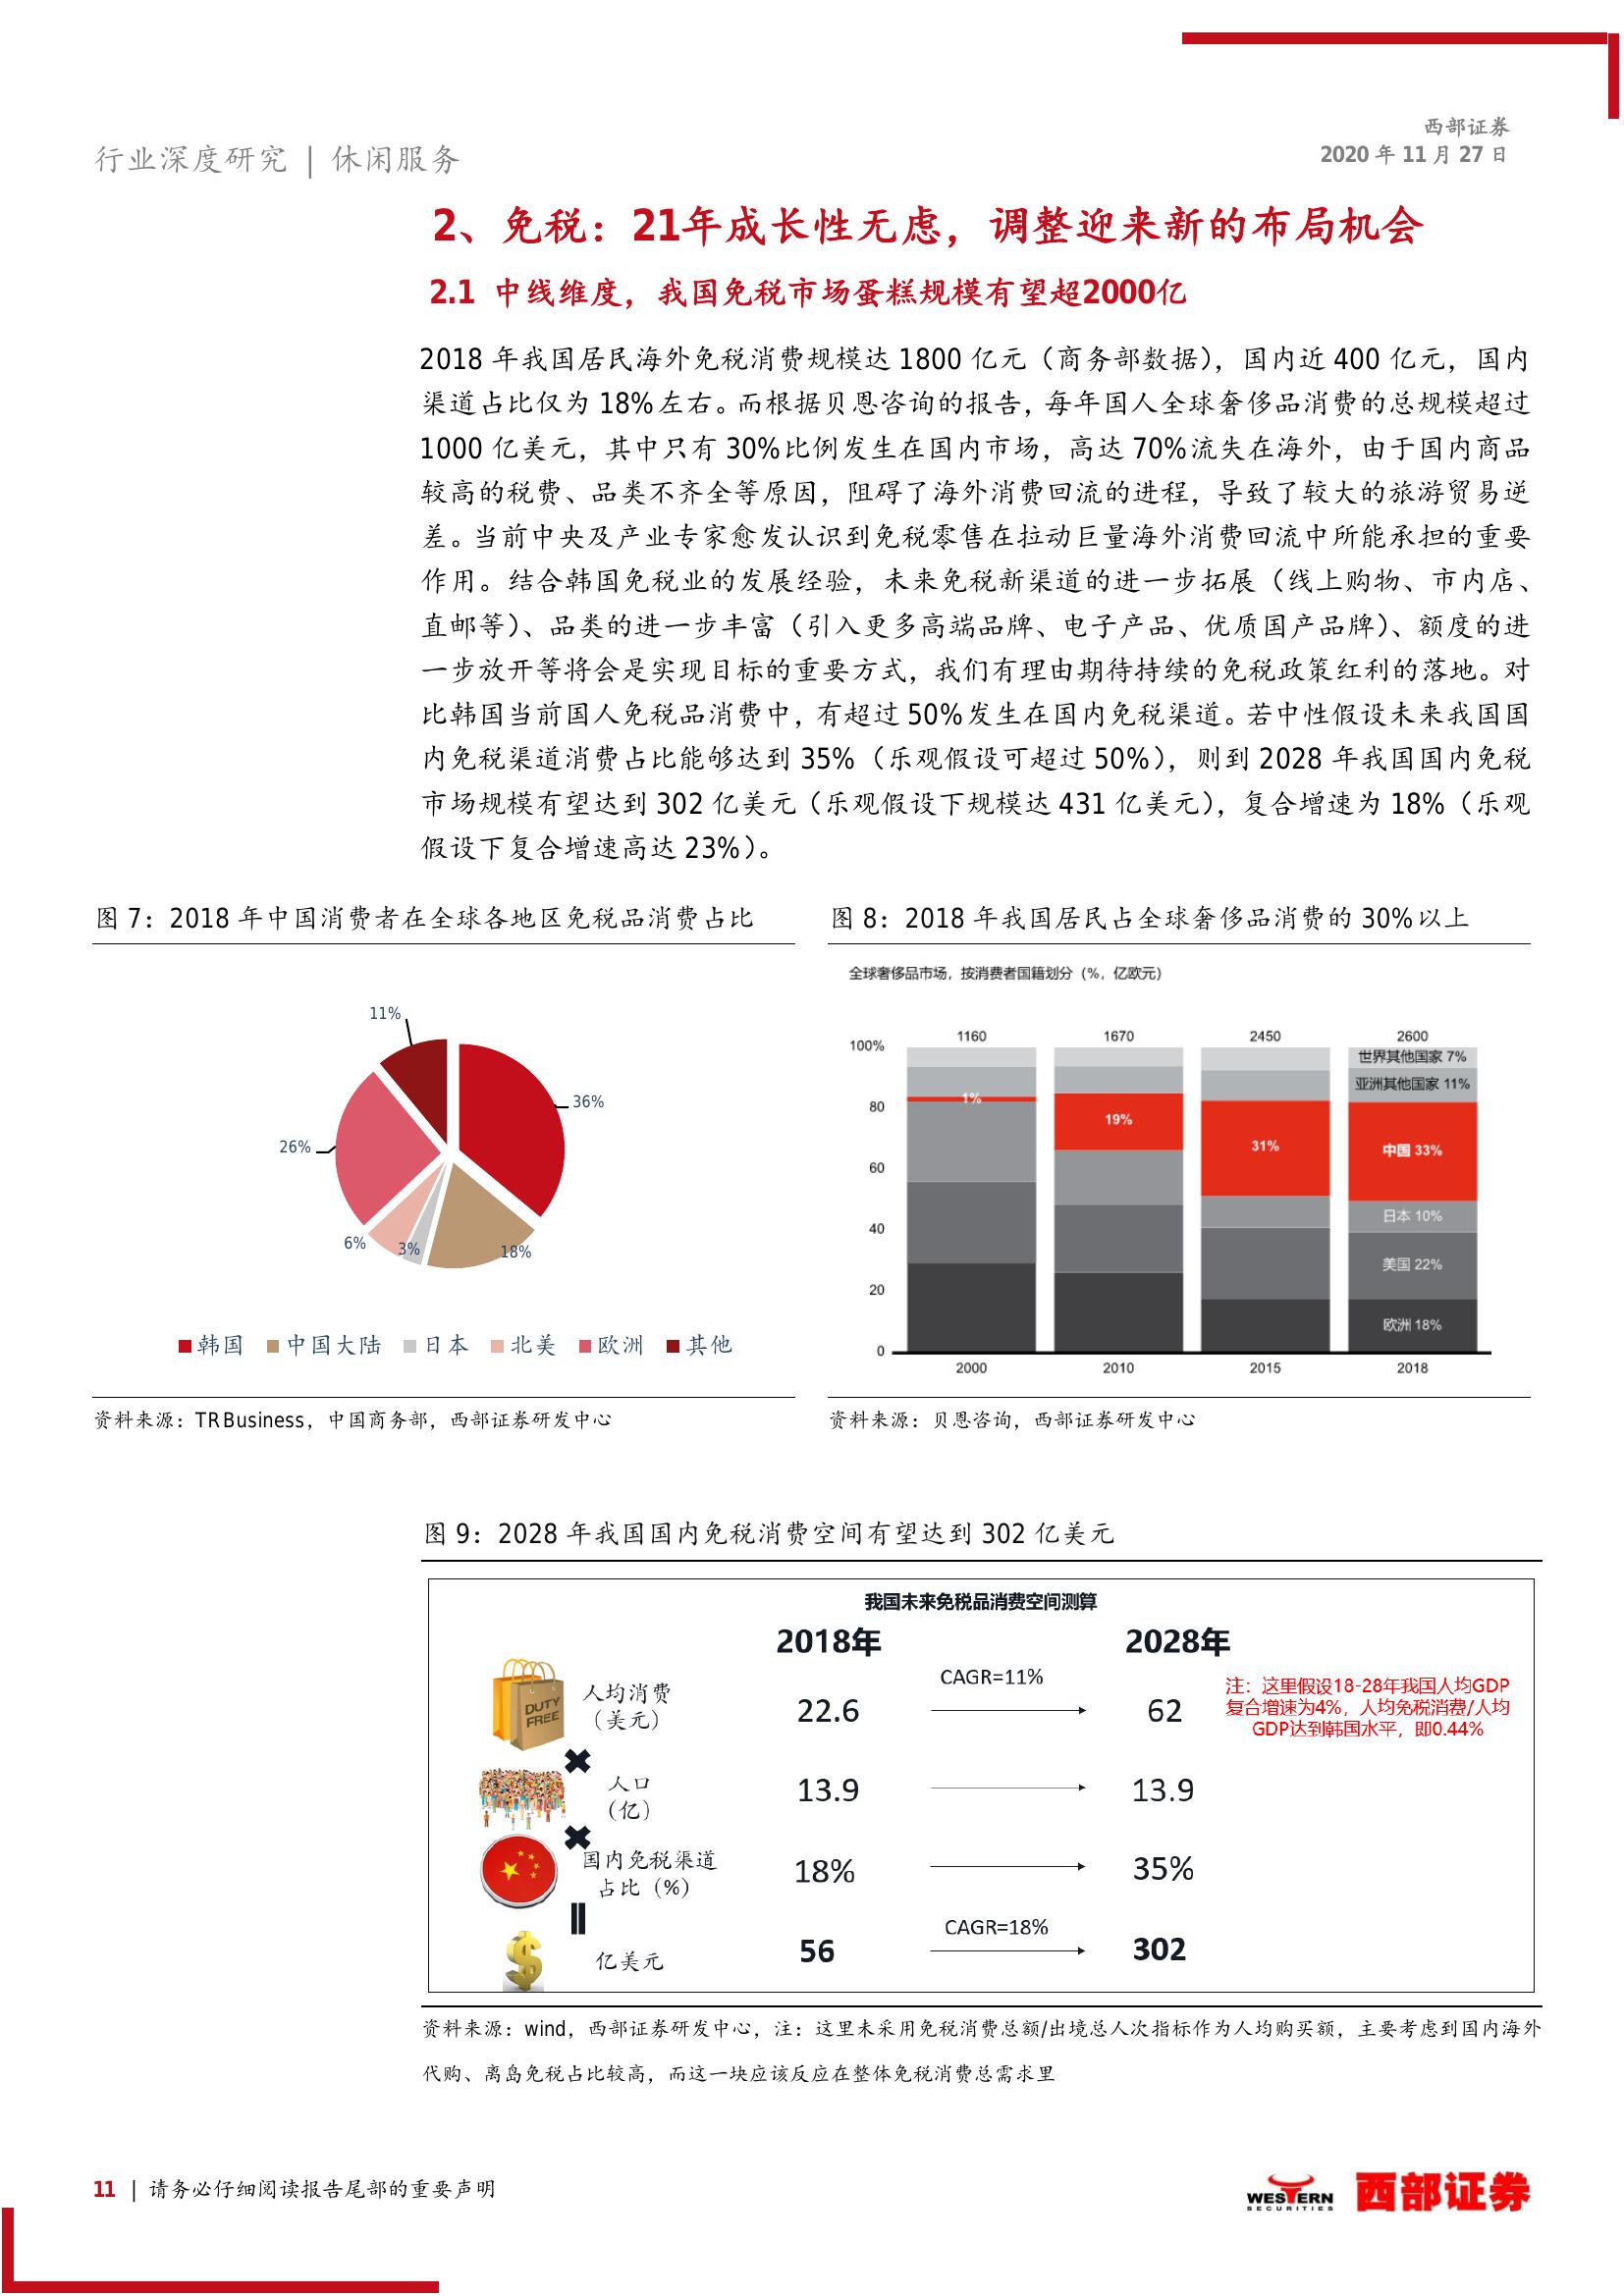 西部证券
2020 年 11 月 27 日
行业深度研究 | 休闲服务
2、免税：21年成长性无虑，调整迎来新的布局机会
2.1 中线维度，我国免税市场蛋糕规模有望超2000亿
2018 年我国居民海外免税消费规模达 1800 亿元（商务部数据），国内近 400 亿元，国内
渠道占比仅为 18%左右。而根据贝恩咨询的报告，每年国人全球奢侈品消费的总规模超过
1000 亿美元，其中只有 30%比例发生在国内市场，高达 70%流失在海外，由于国内商品
较高的税费、品类不齐全等原因，阻碍了海外消费回流的进程，导致了较大的旅游贸易逆
差。当前中央及产业专家愈发认识到免税零售在拉动巨量海外消费回流中所能承担的重要
作用。结合韩国免税业的发展经验，未来免税新渠道的进一步拓展（线上购物、市内店、
直邮等）、品类的进一步丰富（引入更多高端品牌、电子产品、优质国产品牌）、额度的进
一步放开等将会是实现目标的重要方式，我们有理由期待持续的免税政策红利的落地。对
比韩国当前国人免税品消费中，有超过 50%发生在国内免税渠道。若中性假设未来我国国
内免税渠道消费占比能够达到 35%（乐观假设可超过 50%），则到 2028 年我国国内免税
市场规模有望达到 302 亿美元（乐观假设下规模达 431 亿美元），复合增速为 18%（乐观
假设下复合增速高达 23%）。
图 7：2018 年中国消费者在全球各地区免税品消费占比
11%
36%
26%
6%
3%
18%
韩国 中国大陆 日本 北美 欧洲 其他
资料来源：TRBusiness，中国商务部，西部证券研发中心
图 8：2018 年我国居民占全球奢侈品消费的 30%以上
全球奢侈品市场，按消费者国籍划分（%，亿欧元）
1160 1670 2450 2600
100%
世界其他国家 7%
亚洲其他国家 11%
80
1%
19%
31%
中国 33%
60
40
日本 10%
美国 22%
20
欧洲 18%
0
2000 2010 2015 2018
资料来源：贝恩咨询，西部证券研发中心
图 9：2028 年我国国内免税消费空间有望达到 302 亿美元
我国未来免税品消费空间测算
2018年 2028年
DUTY
FREE
人均消费
（美元）
22.6
CAGR=11%
62
注：这里假设18-28年我国人均GDP
复合增速为4%，人均免税消费/人均
GDP达到韩国水平，即0.44%
人口
（亿）
13.9 13.9
国内免税渠道
占比（%）
18% 35%
亿美元
56
CAGR=18%
302
资料来源：wind，西部证券研发中心，注：这里未采用免税消费总额/出境总人次指标作为人均购买额，主要考虑到国内海外
代购、离岛免税占比较高，而这一块应该反应在整体免税消费总需求里
11 | 请务必仔细阅读报告尾部的重要声明
WESTERN
SECURITIES
西部证券